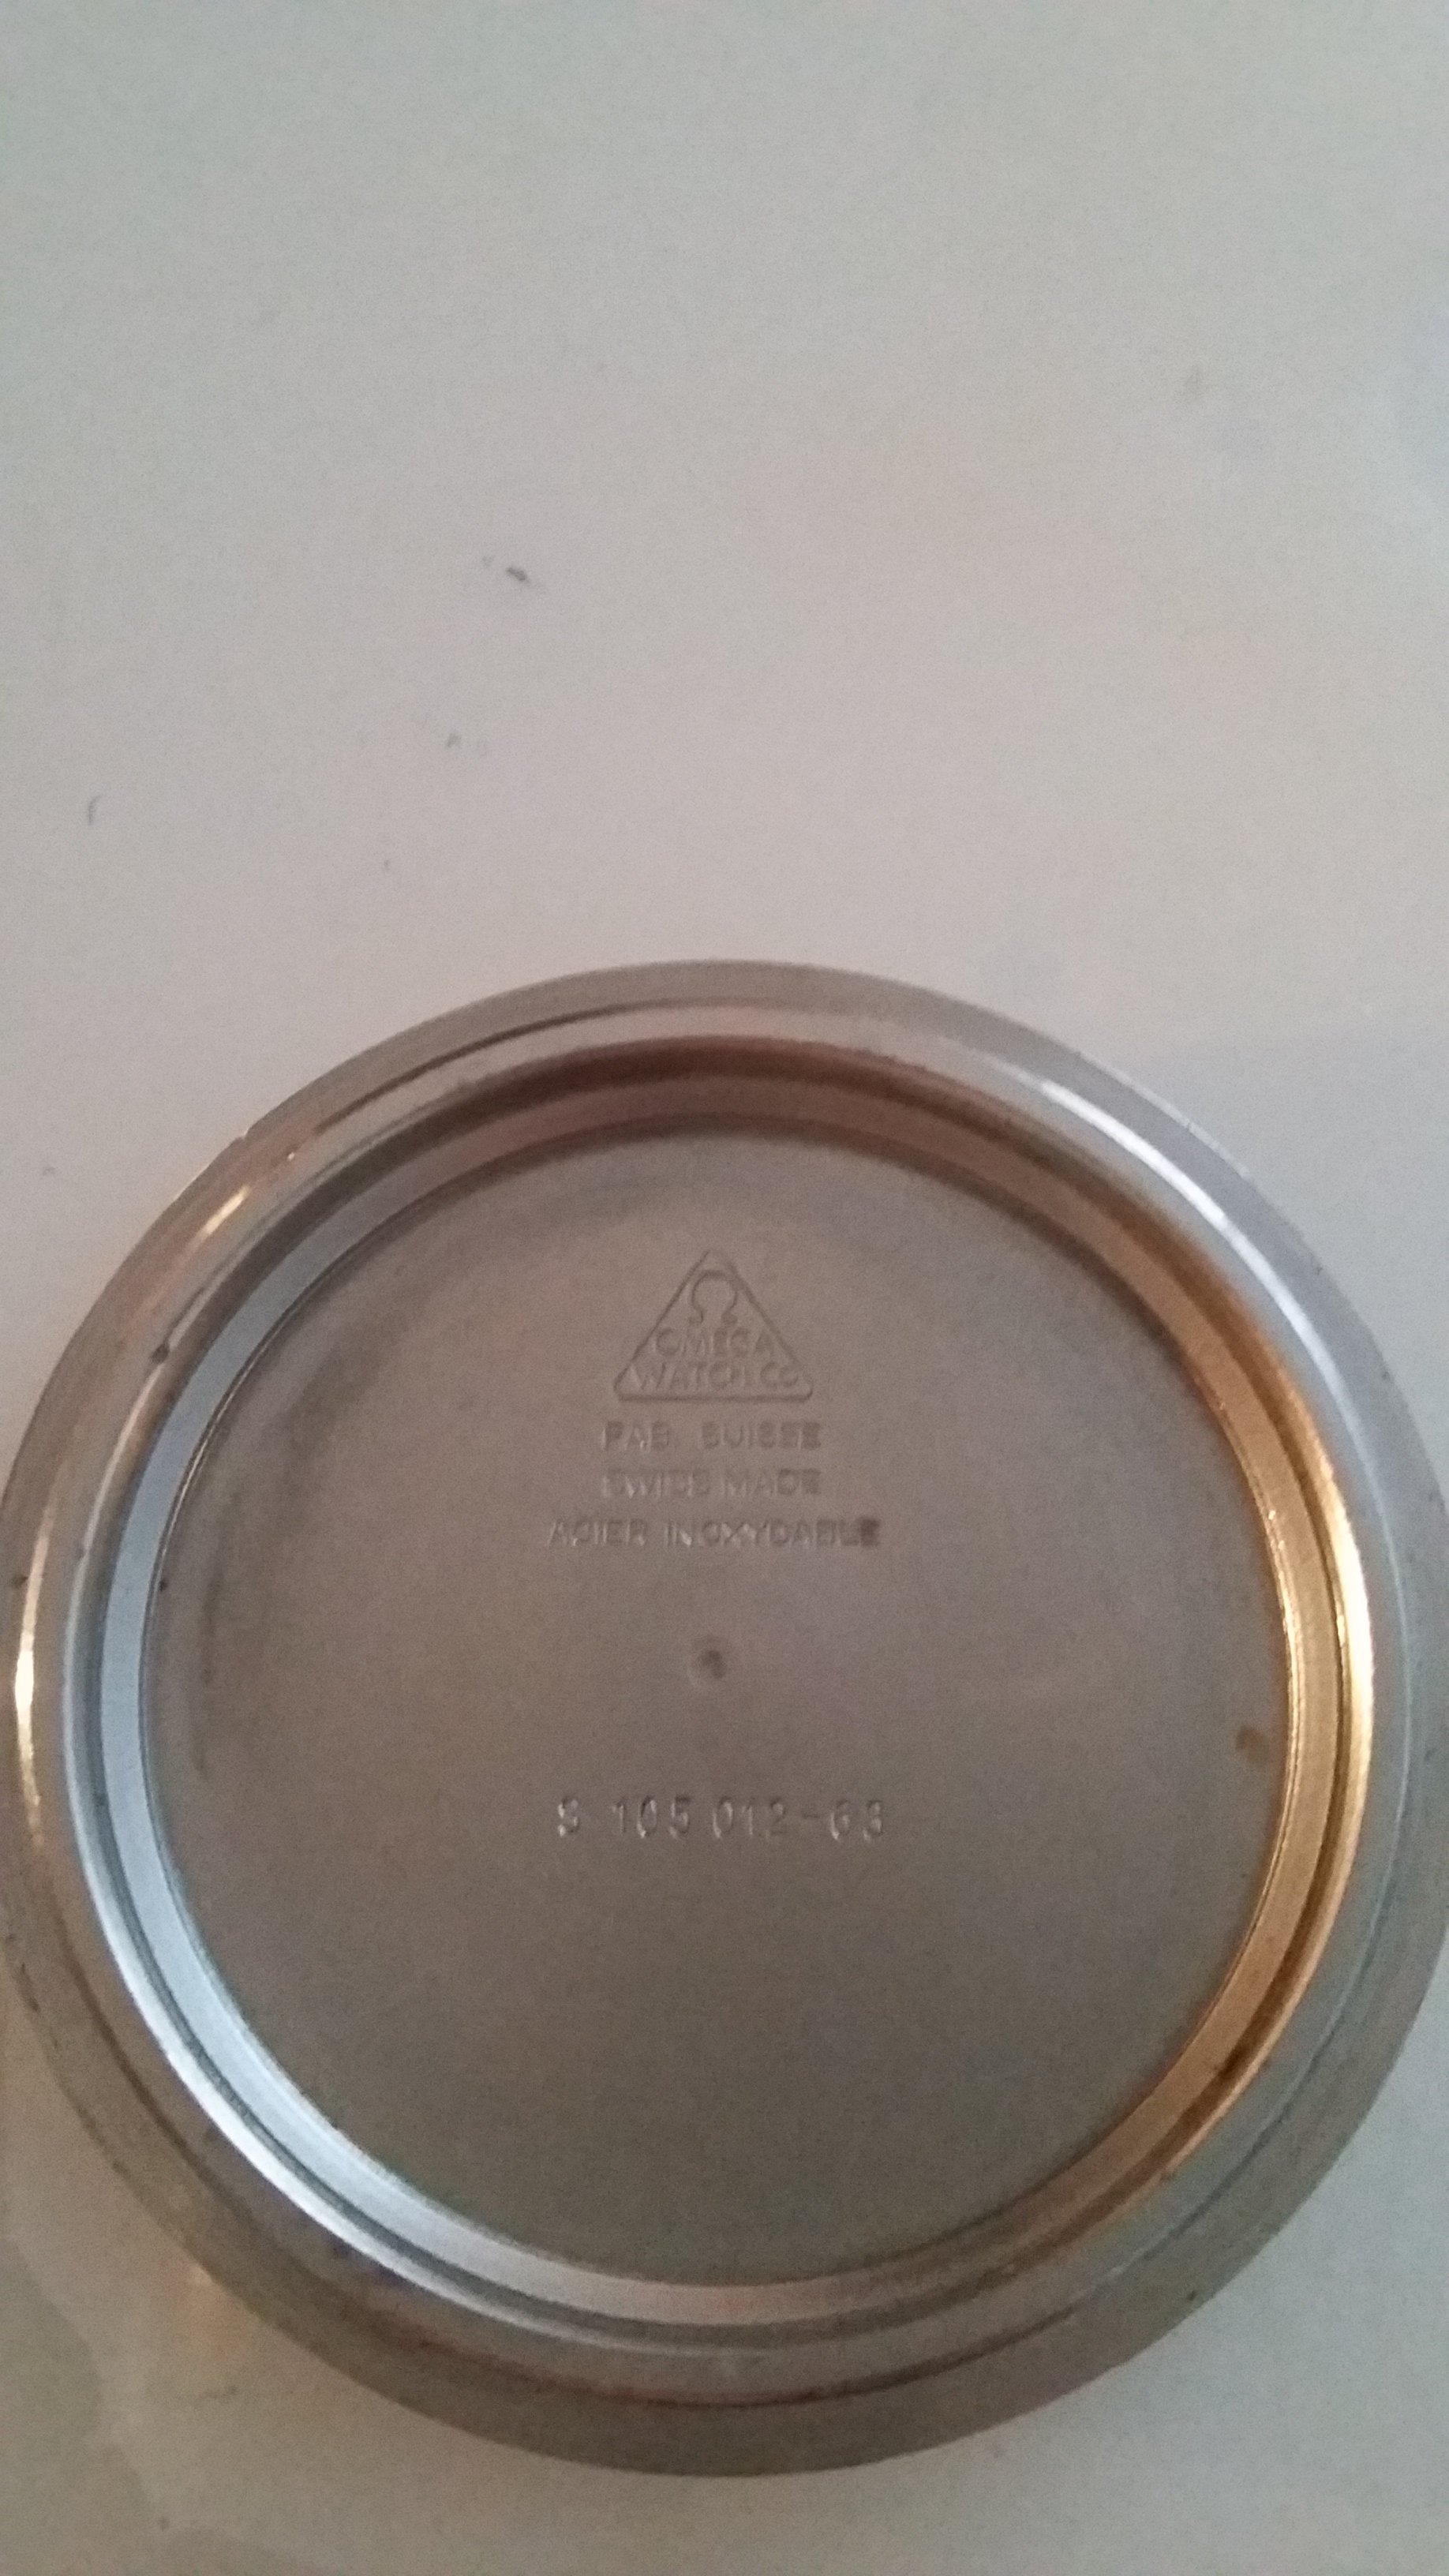 Ω
OMEGA
WATCH CO
FAB. SUISSE
SWISS MADE
ACIER INOXYDABLE
S 105 012-63